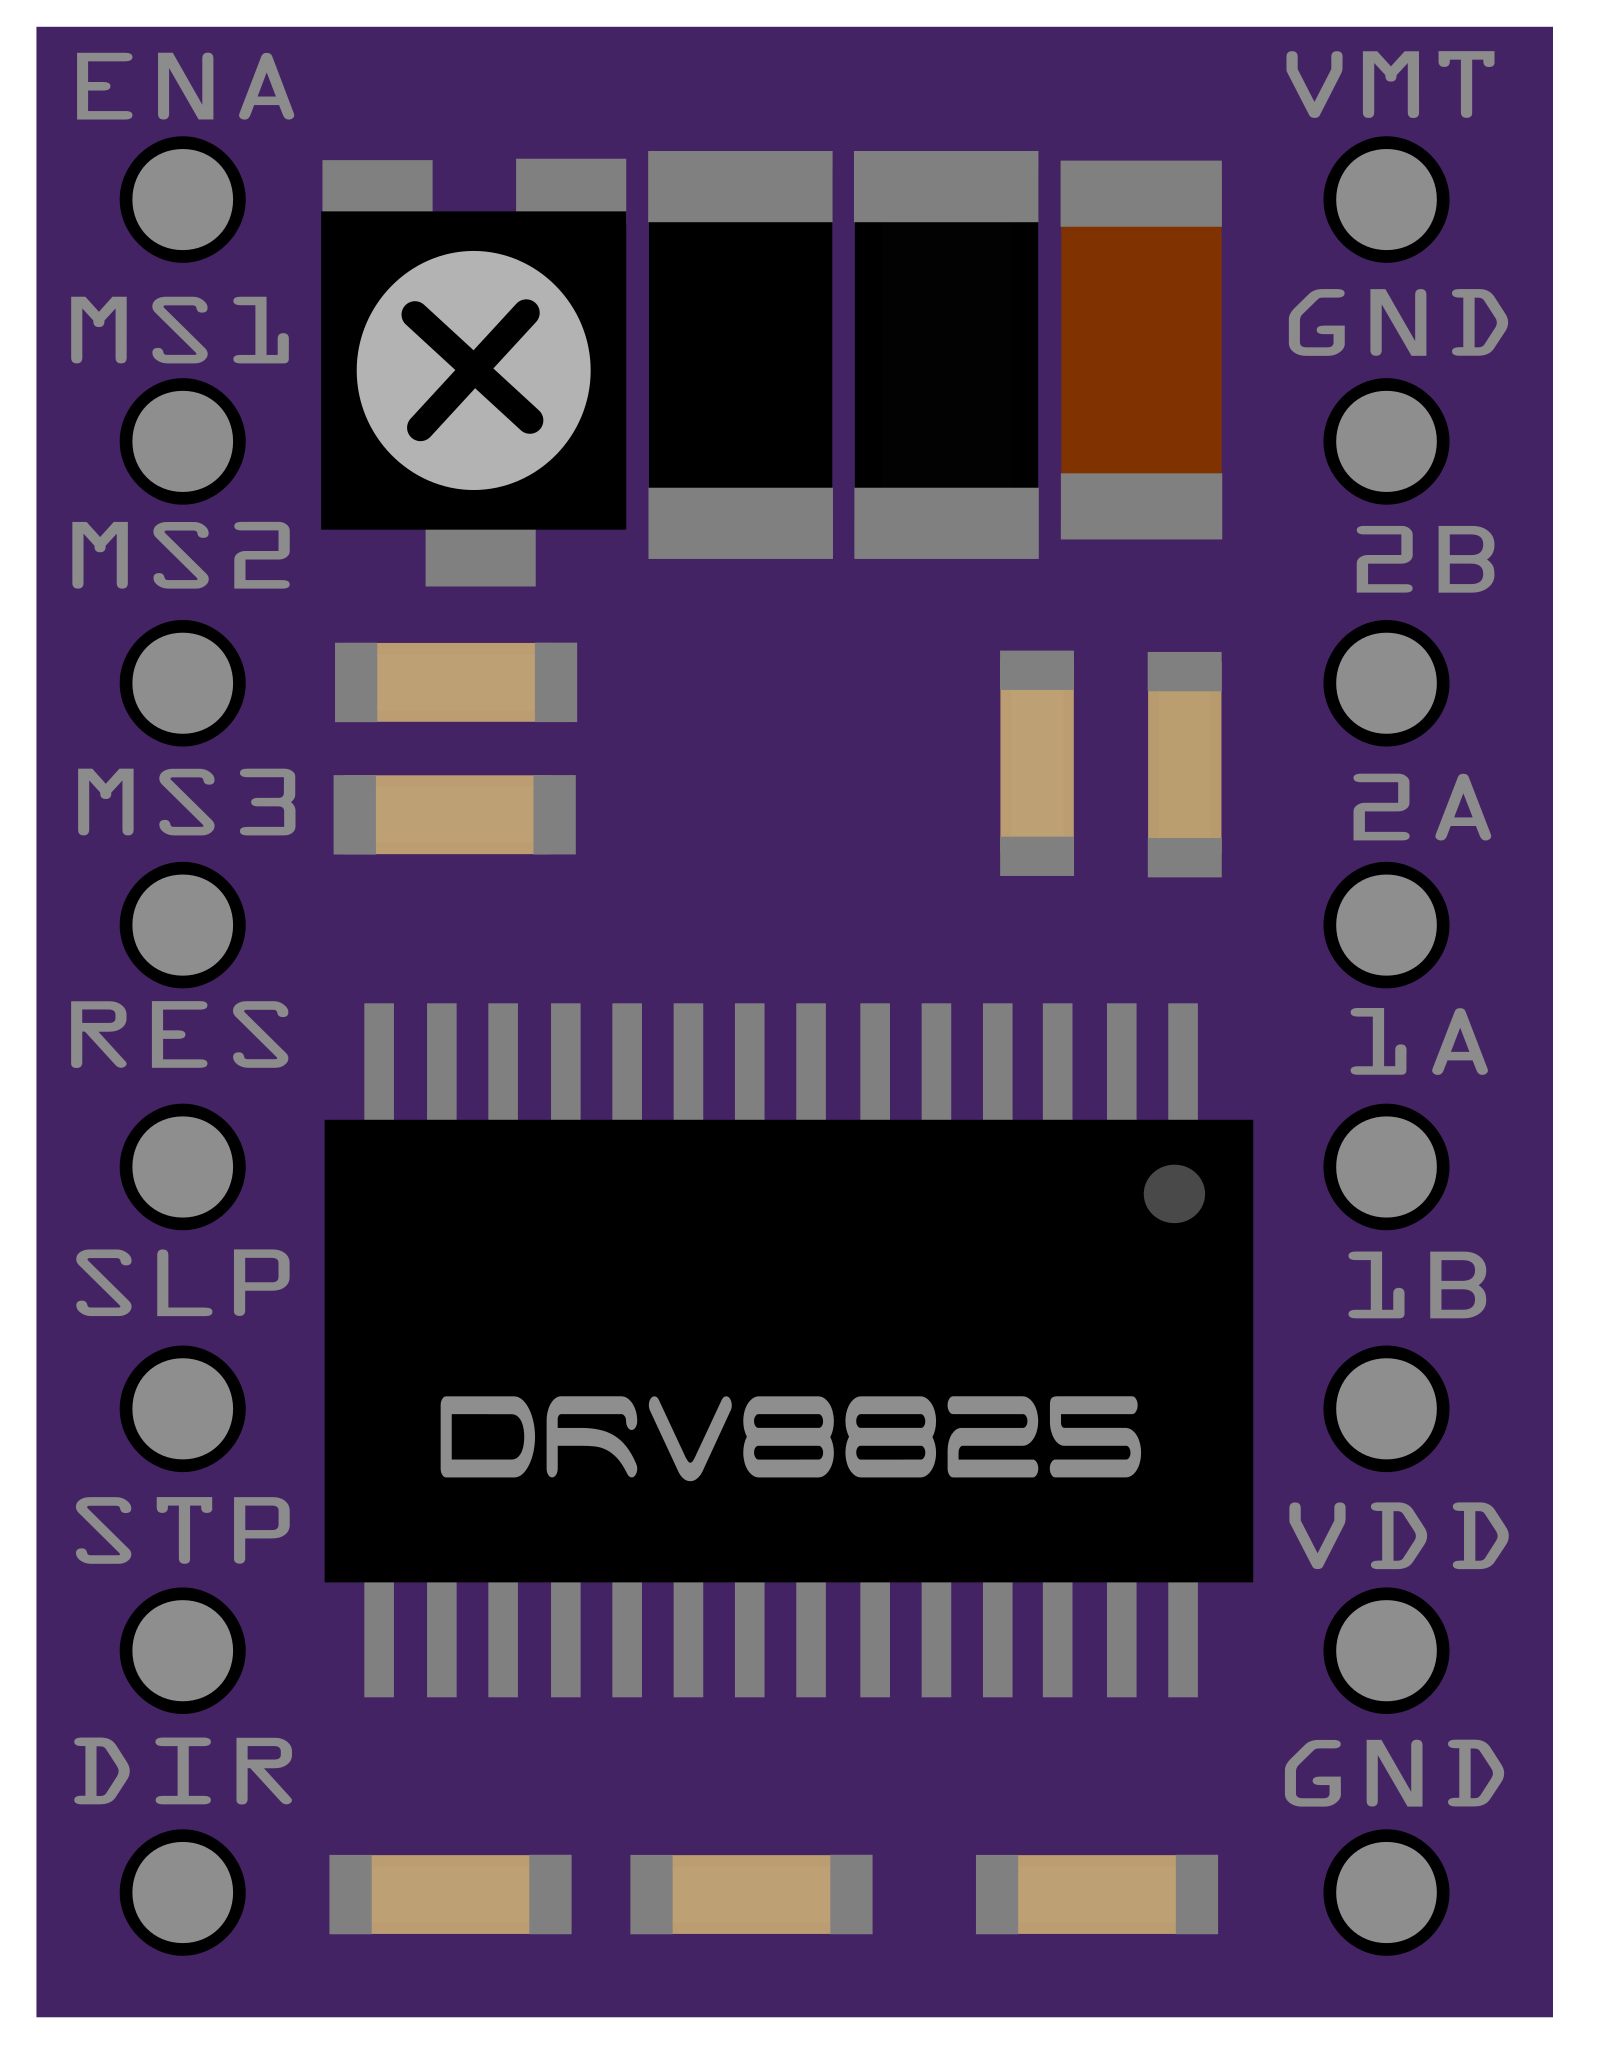 ENA
VMT
MS1
GND
MS2
2B
MS3
2A
RES
1A
SLP
1B
DRV8825
STP
VDD
DIR
GND